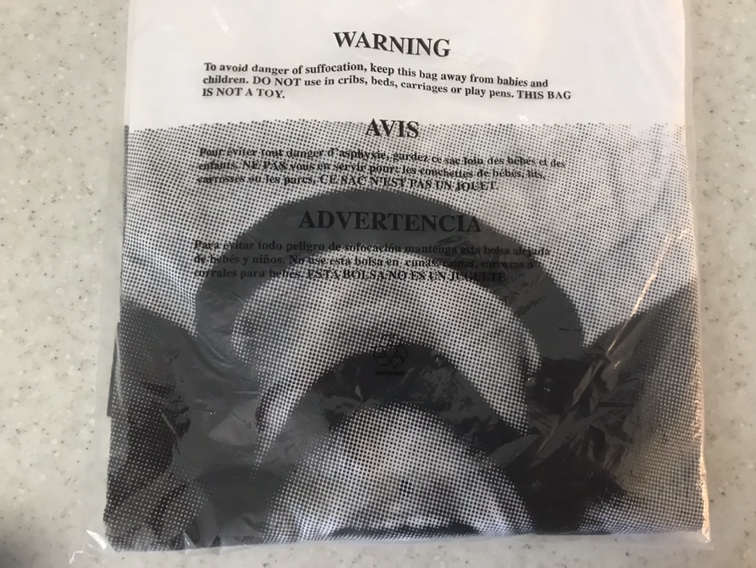 WARNING
To avoid danger of suffocation, keep this bag away from babies and
children. DO NOT use in cribs, beds, carriages or play pens. THIS BAG
IS NOT A TOY.
AVIS
Pour éviter tout danger d'asphyxie, gardez ce sac loin des bébés et des
enfants. NE PAS vous en servir pour: les couchettes de bébés, lits,
carrosses ou les parcs. CE SAC N'EST PAS UN JOUET.
ADVERTENCIA
Para evitar todo peligro de sofocación mantenga esta bolsa alejada
de bebés y niños. No use esta bolsa en cunas, camas, carrozas o
corrales para bebés. ESTA BOLSA NO ES UN JUGUETE